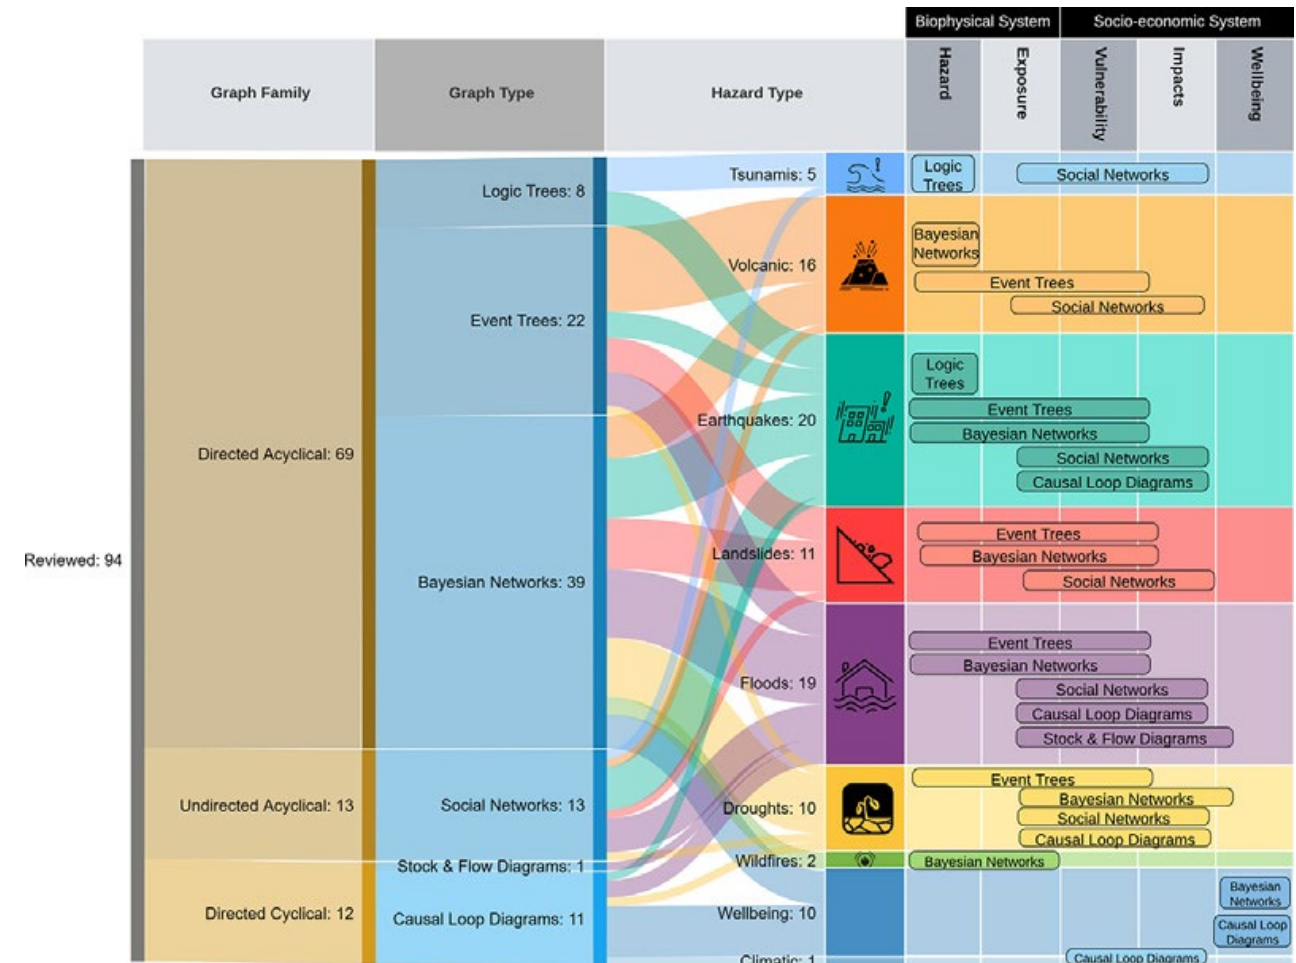 Biophysical System
Socio-economic System
Graph Family
Graph Type
Hazard Type
Hazard
Exposure
Vulnerability
Impacts
Wellbeing
Reviewed: 94
Directed Acyclical: 69
Undirected Acyclical: 13
Directed Cyclical: 12
Logic Trees: 8
Event Trees: 22
Bayesian Networks: 39
Social Networks: 13
Stock & Flow Diagrams: 1
Causal Loop Diagrams: 11
Tsunamis: 5
Logic
Trees
Social Networks
Volcanic: 16
Bayesian
Networks
Event Trees
Social Networks
Earthquakes: 20
Logic
Trees
Event Trees
Bayesian Networks
Social Networks
Causal Loop Diagrams
Landslides: 11
Event Trees
Bayesian Networks
Social Networks
Floods: 19
Event Trees
Bayesian Networks
Social Networks
Causal Loop Diagrams
Stock & Flow Diagrams
Droughts: 10
Event Trees
Bayesian Networks
Social Networks
Causal Loop Diagrams
Wildfires: 2
Bayesian Networks
Wellbeing: 10
Bayesian
Networks
Causal Loop
Diagrams
Climatic: 1
Causal Loop Diagrams